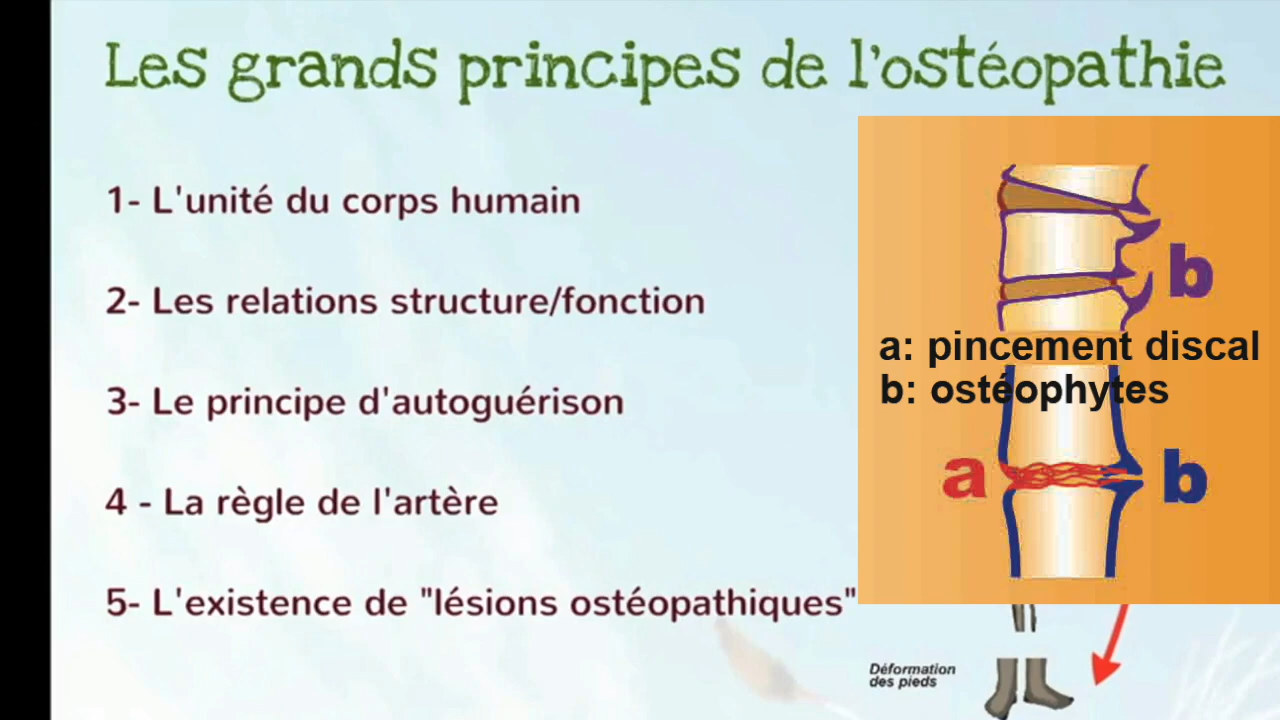 Les grands principes de l'ostéopathie
1- L'unité du corps humain
2- Les relations structure/fonction
3- Le principe d'autoguérison
4 - La règle de l'artère
5- L'existence de "lésions ostéopathiques"
b
a: pincement discal
b: ostéophytes
a
b
Déformation
des pieds